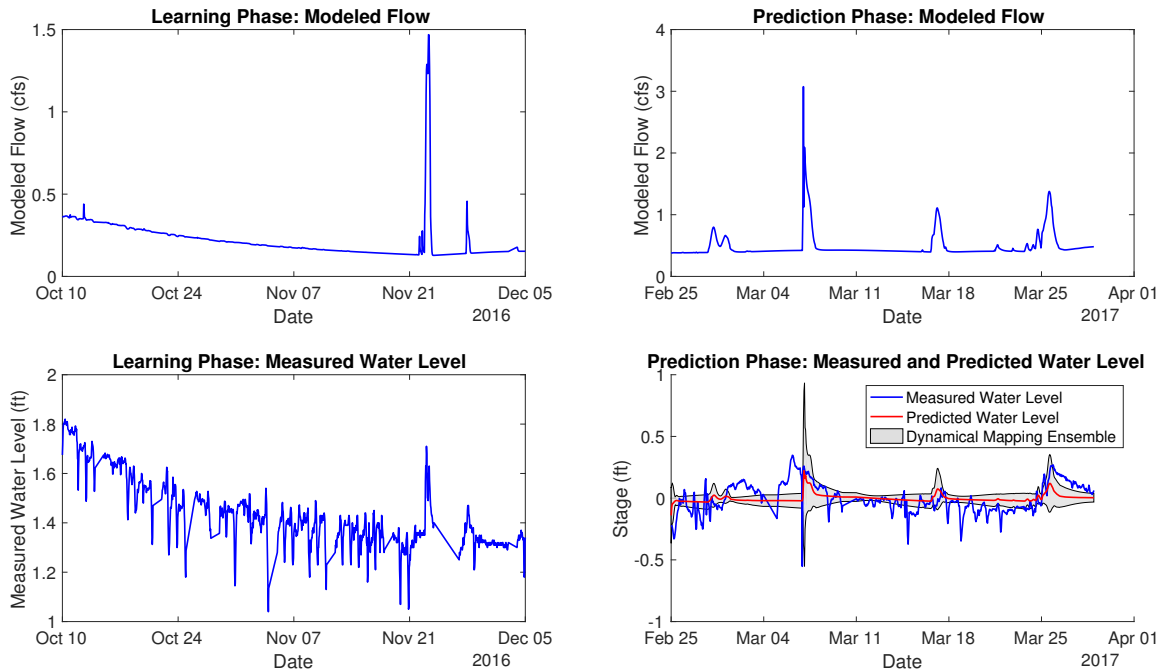 Learning Phase: Modeled Flow
1.5
1
0.5
0
Modeled Flow (cfs)
Oct 10 Oct 24 Nov 07 Nov 21 Dec 05
Date
2016
Prediction Phase: Modeled Flow
4
3
2
1
0
Modeled Flow (cfs)
Feb 25 Mar 04 Mar 11 Mar 18 Mar 25 Apr 01
Date
2017
Learning Phase: Measured Water Level
2
1.8
1.6
1.4
1.2
1
Measured Water Level (ft)
Oct 10 Oct 24 Nov 07 Nov 21 Dec 05
Date
2016
Prediction Phase: Measured and Predicted Water Level
1
0.5
0
-0.5
-1
Stage (ft)
Measured Water Level
Predicted Water Level
Dynamical Mapping Ensemble
Feb 25 Mar 04 Mar 11 Mar 18 Mar 25 Apr 01
Date
2017